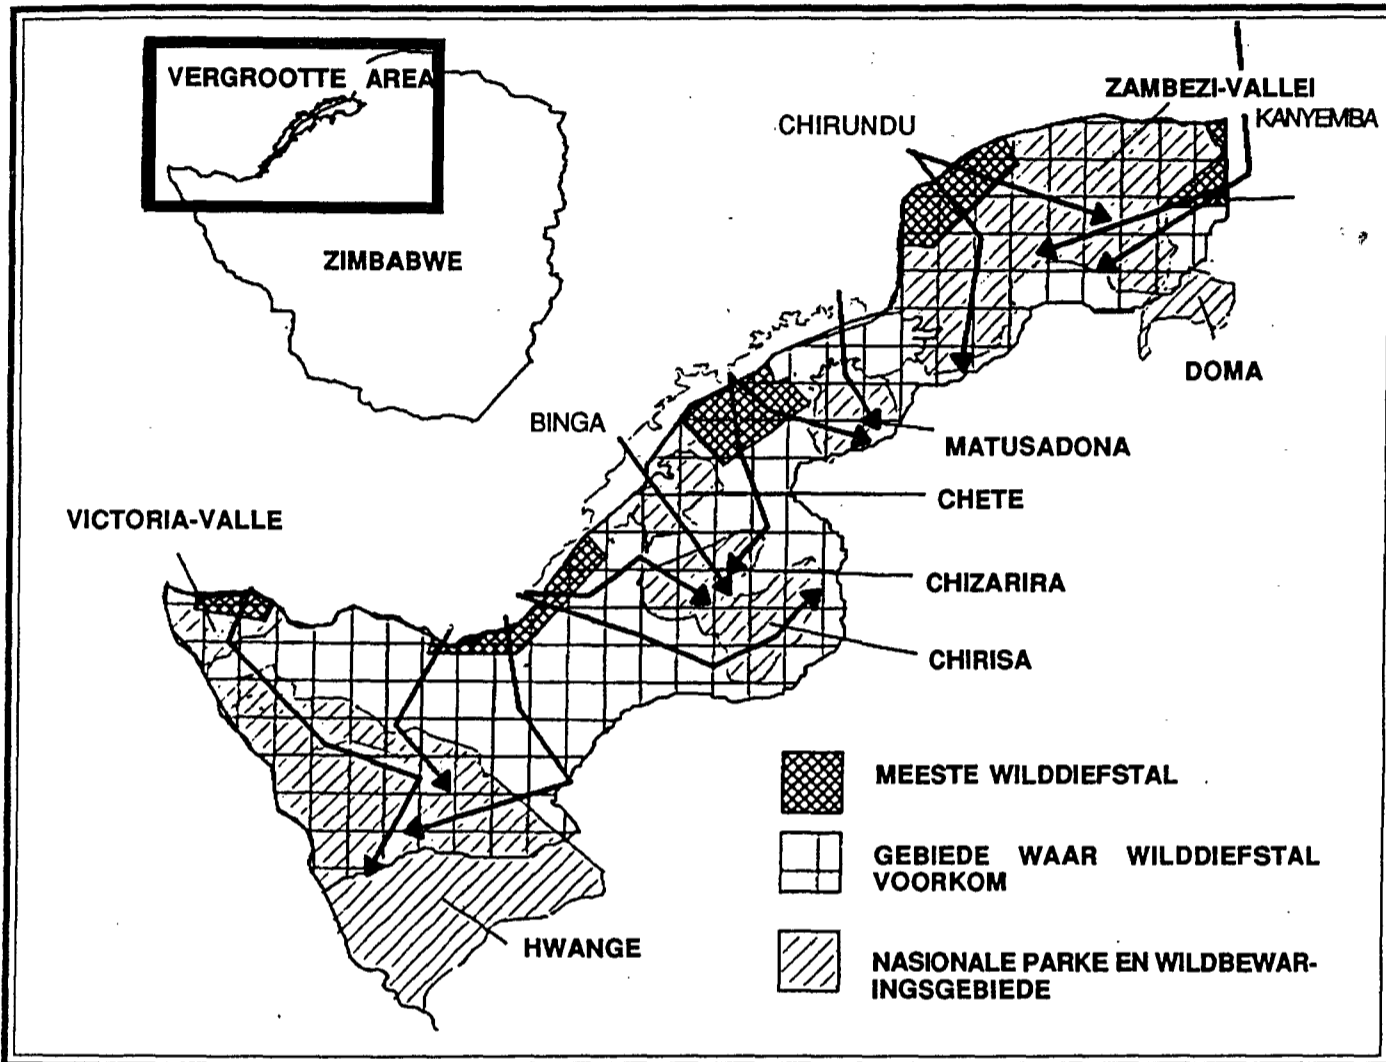 VERGROOTTE AREA
ZIMBABWE
ZAMBEZI-VALLEI
CHIRUNDU
KANYEMBA
DOMA
BINGA
MATUSADONA
CHETE
VICTORIA-VALLE
CHIZARIRA
CHIRISA
MEESTE WILDDIEFSTAL
GEBIEDE WAAR WILDDIEFSTAL
VOORKOM
HWANGE
NASIONALE PARKE EN WILDBEWAR-
INGSGEBIEDE